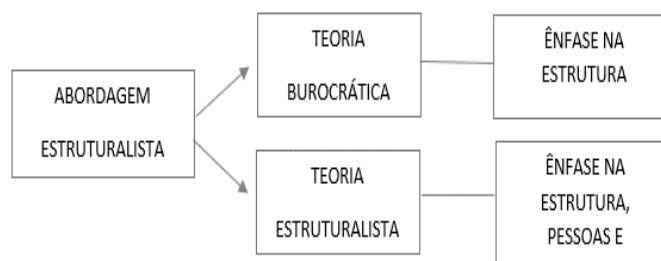 ABORDAGEM
ESTRUTURALISTA
TEORIA
BUROCRÁTICA
ÊNFASE NA
ESTRUTURA
TEORIA
ESTRUTURALISTA
ÊNFASE NA
ESTRUTURA,
PESSOAS E